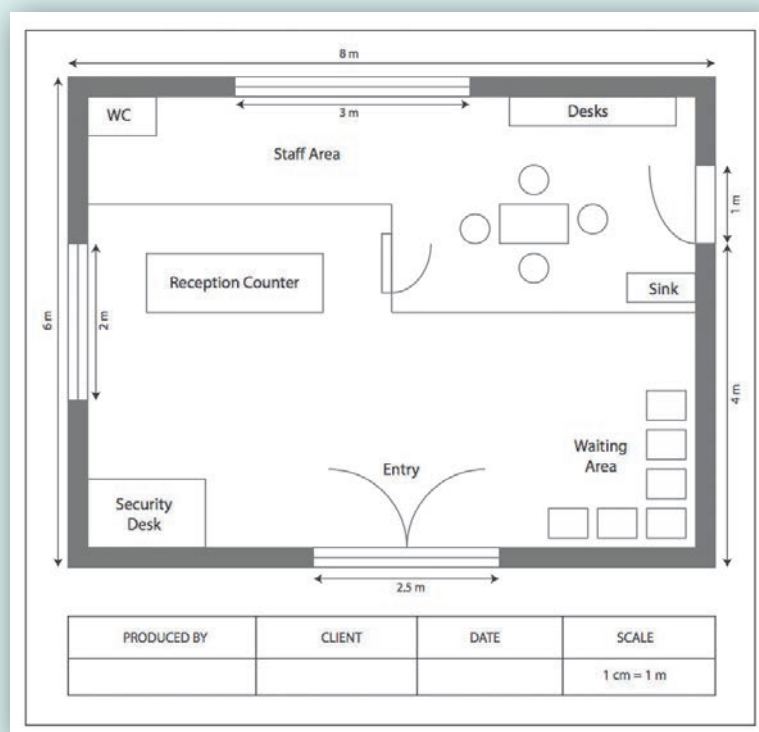 8 m
3 m
WC
Desks
Staff Area
1 m
Reception Counter
Sink
6 m
2 m
4 m
Waiting
Area
Entry
Security
Desk
2.5 m
PRODUCED BY CLIENT DATE SCALE
1 cm = 1 m